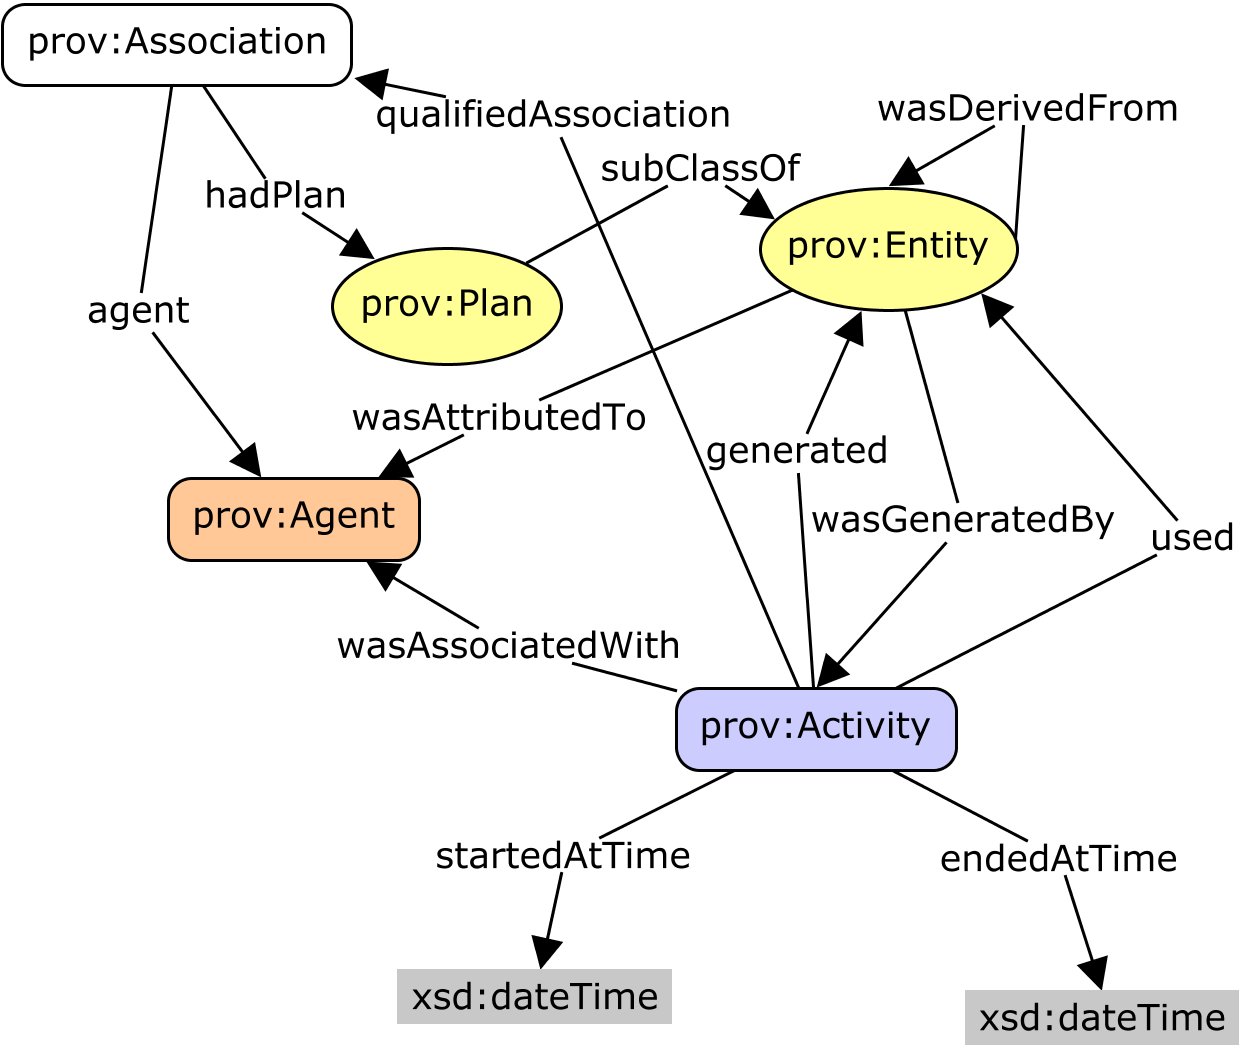 prov:Association
qualifiedAssociation
wasDerivedFrom
subClassOf
hadPlan
prov:Entity
prov:Plan
agent
wasAttributedTo
generated
prov:Agent
wasGeneratedBy
used
wasAssociatedWith
prov:Activity
startedAtTime
endedAtTime
xsd:dateTime
xsd:dateTime